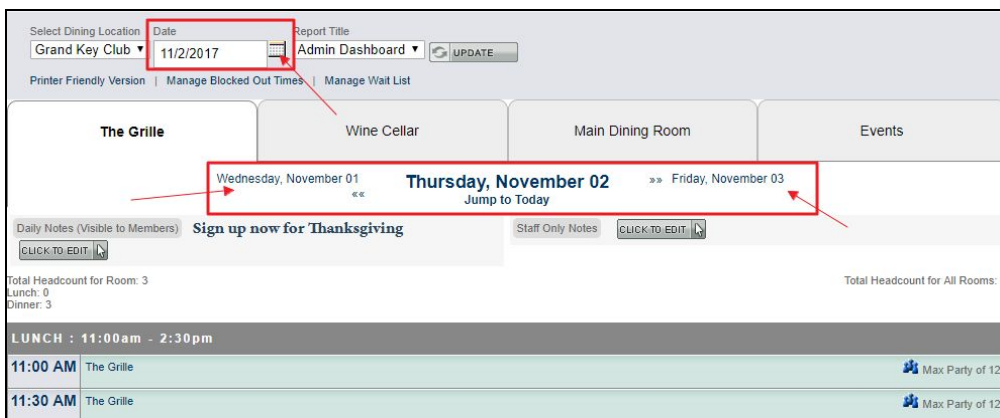 Select Dining Location Date Report Title
Grand Key Club 11/2/2017 Admin Dashboard UPDATE
Printer Friendly Version | Manage Blocked Out Times | Manage Wait List
The Grille Wine Cellar Main Dining Room Events
Wednesday, November 01 «« Thursday, November 02 »» Friday, November 03
Jump to Today
Daily Notes (Visible to Members) Sign up now for Thanksgiving Staff Only Notes CLICK TO EDIT
CLICK TO EDIT
Total Headcount for Room: 3 Total Headcount for All Rooms:
Lunch: 0
Dinner: 3
LUNCH : 11:00am - 2:30pm
11:00 AM The Grille Max Party of 12
11:30 AM The Grille Max Party of 12